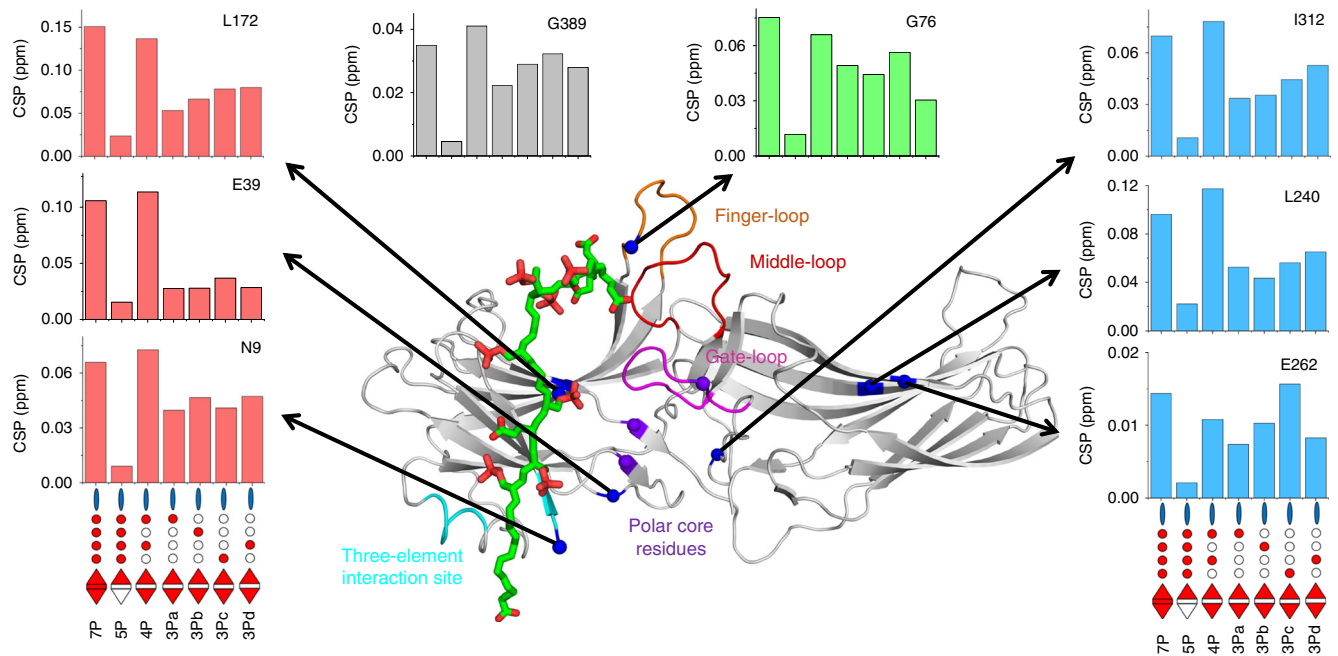 L172
CSP (ppm)
0.15
0.10
0.05
0.00
G389
CSP (ppm)
0.04
0.02
0.00
G76
CSP (ppm)
0.06
0.03
0.00
I312
CSP (ppm)
0.06
0.03
0.00
E39
CSP (ppm)
0.10
0.05
0.00
L240
CSP (ppm)
0.12
0.08
0.04
0.00
N9
CSP (ppm)
0.06
0.03
0.00
E262
CSP (ppm)
0.02
0.01
0.00
Finger-loop
Middle-loop
Gate-loop
Polar core
residues
Three-element
interaction site
7P
5P
4P
3Pa
3Pb
3Pc
3Pd
7P
5P
4P
3Pa
3Pb
3Pc
3Pd